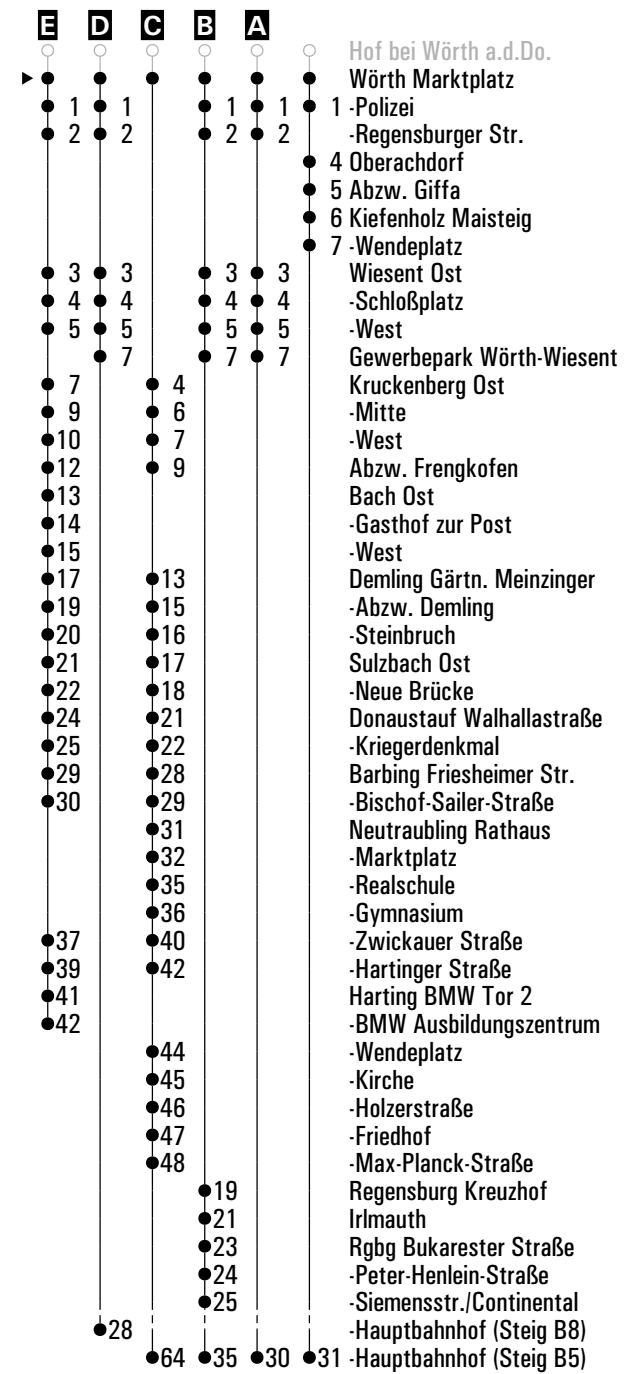 E D C B A
Hof bei Wörth a.d.Do.
Wörth Marktplatz
1 1 1 1 1 -Polizei
2 2 2 2 -Regensburger Str.
4 Oberachdorf
5 Abzw. Giffa
6 Kiefenholz Maisteig
7 -Wendeplatz
3 3 3 3 Wiesent Ost
4 4 4 4 -Schloßplatz
5 5 5 5 -West
7 7 7 Gewerbepark Wörth-Wiesent
7 4 Kruckenberg Ost
9 6 -Mitte
10 7 -West
12 9 Abzw. Frengkofen
13 Bach Ost
14 -Gasthof zur Post
15 -West
17 13 Demling Gärtn. Meinzinger
19 15 -Abzw. Demling
20 16 -Steinbruch
21 17 Sulzbach Ost
22 18 -Neue Brücke
24 21 Donaustauf Walhallastraße
25 22 -Kriegerdenkmal
29 28 Barbing Friesheimer Str.
30 29 -Bischof-Sailer-Straße
31 Neutraubling Rathaus
32 -Marktplatz
35 -Realschule
36 -Gymnasium
37 40 -Zwickauer Straße
39 42 -Hartinger Straße
41 Harting BMW Tor 2
42 -BMW Ausbildungszentrum
44 -Wendeplatz
45 -Kirche
46 -Holzerstraße
47 -Friedhof
48 -Max-Planck-Straße
19 Regensburg Kreuzhof
21 Irlmauth
23 Rgbg Bukarester Straße
24 -Peter-Henlein-Straße
25 -Siemensstr./Continental
28 -Hauptbahnhof (Steig B8)
64 35 30 31 -Hauptbahnhof (Steig B5)